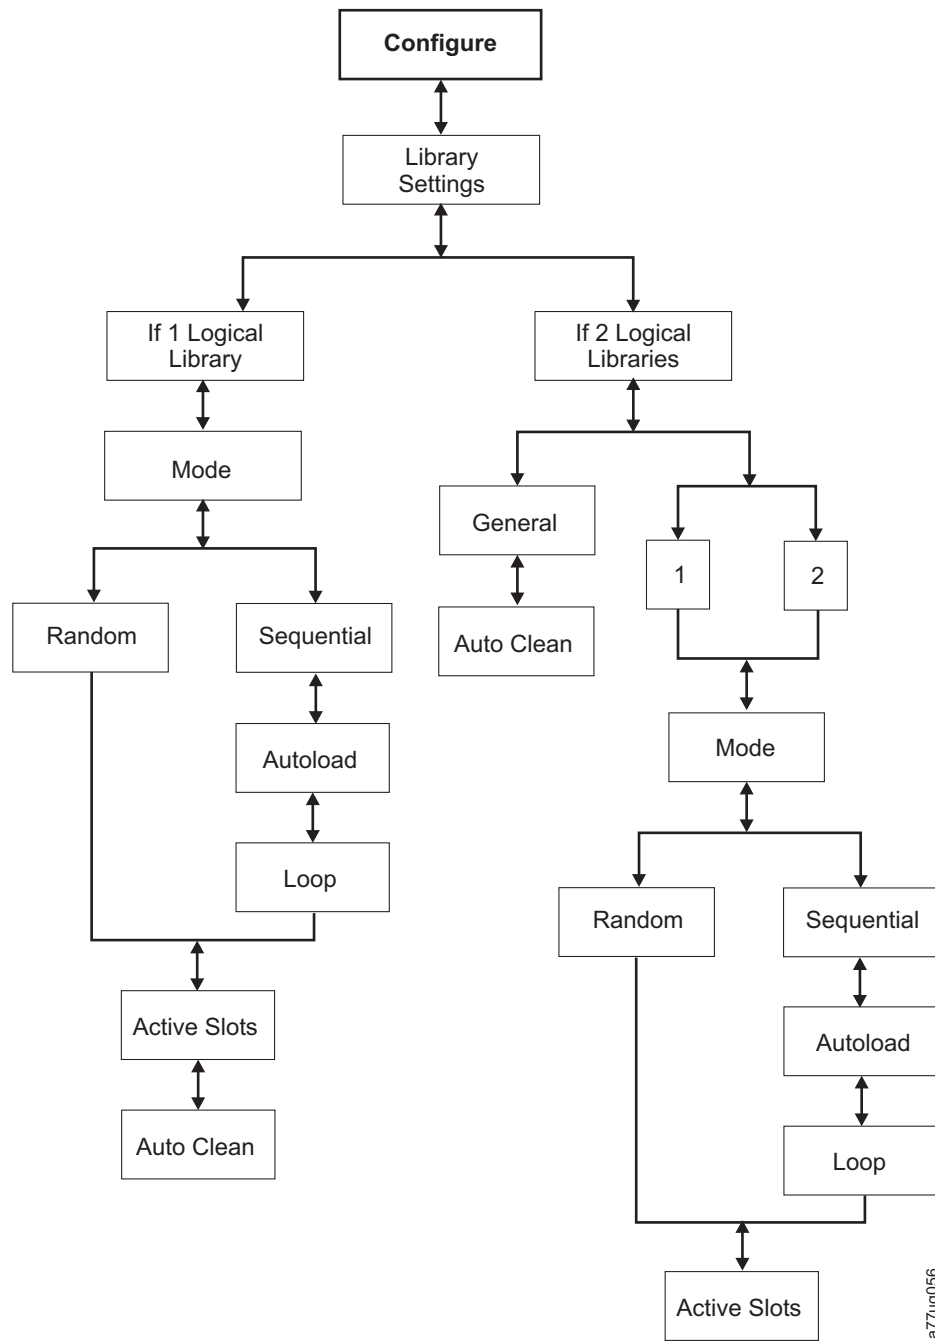 Configure
Library
Settings
If 1 Logical
Library
If 2 Logical
Libraries
Mode
General
1
2
Random
Sequential
Auto Clean
Mode
Autoload
Loop
Random
Sequential
Active Slots
Autoload
Auto Clean
Loop
Active Slots
a77ug056